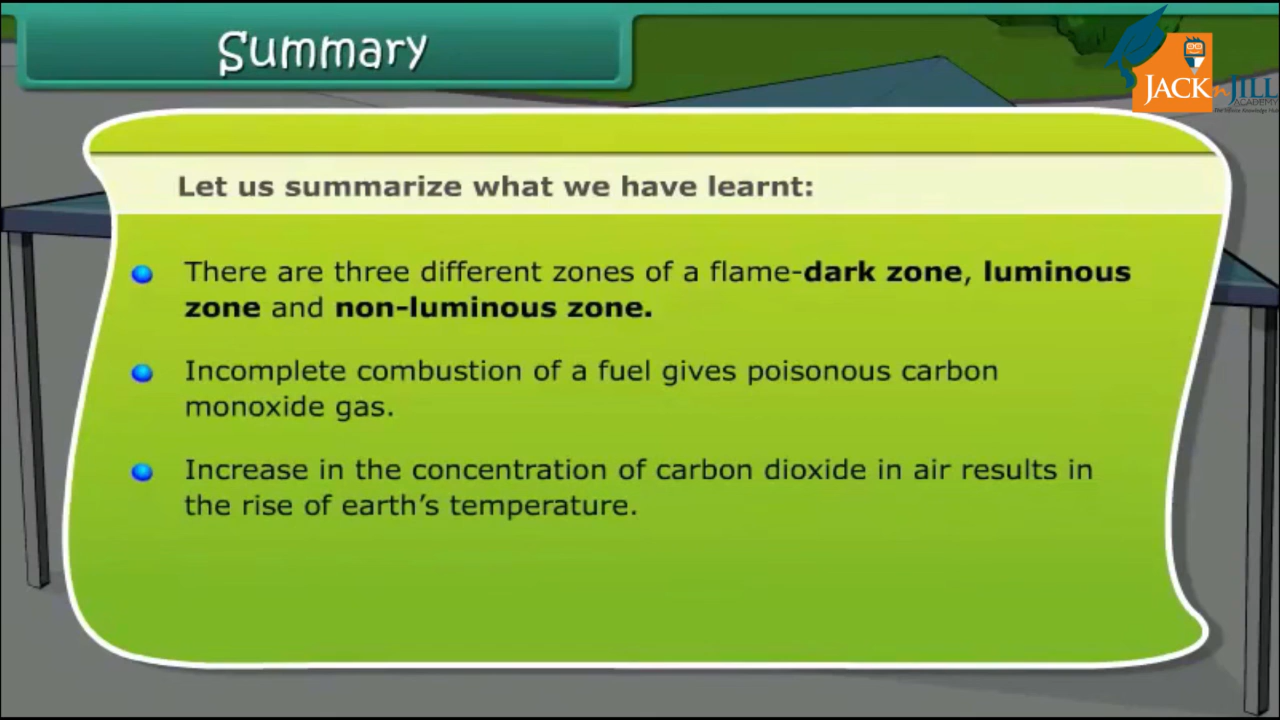 Summary
JACK n JILL
ACADEMY
Let us summarize what we have learnt:
There are three different zones of a flame-dark zone, luminous
zone and non-luminous zone.
Incomplete combustion of a fuel gives poisonous carbon
monoxide gas.
Increase in the concentration of carbon dioxide in air results in
the rise of earth's temperature.